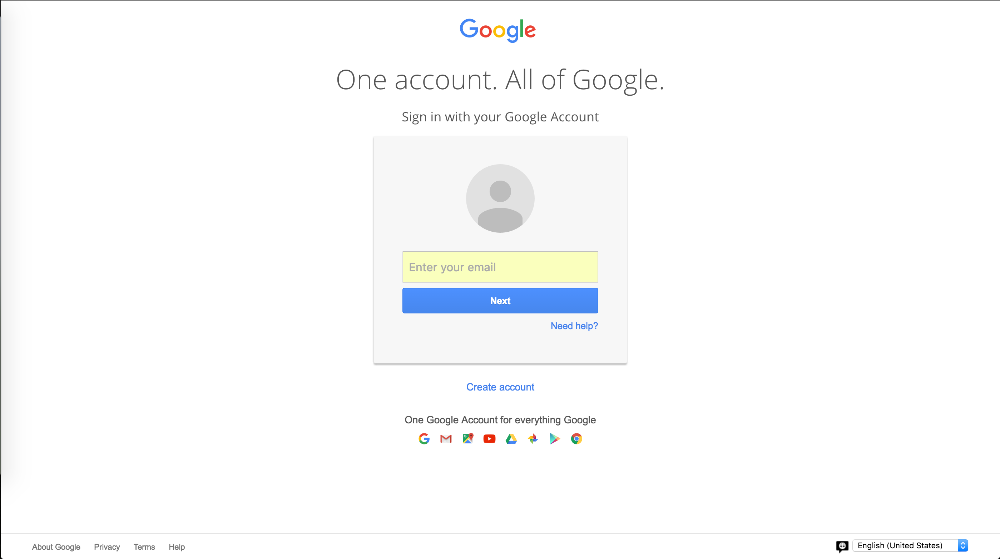 Google
One account. All of Google.
Sign in with your Google Account
Enter your email
Next
Need help?
Create account
One Google Account for everything Google
About Google Privacy Terms Help English (United States)